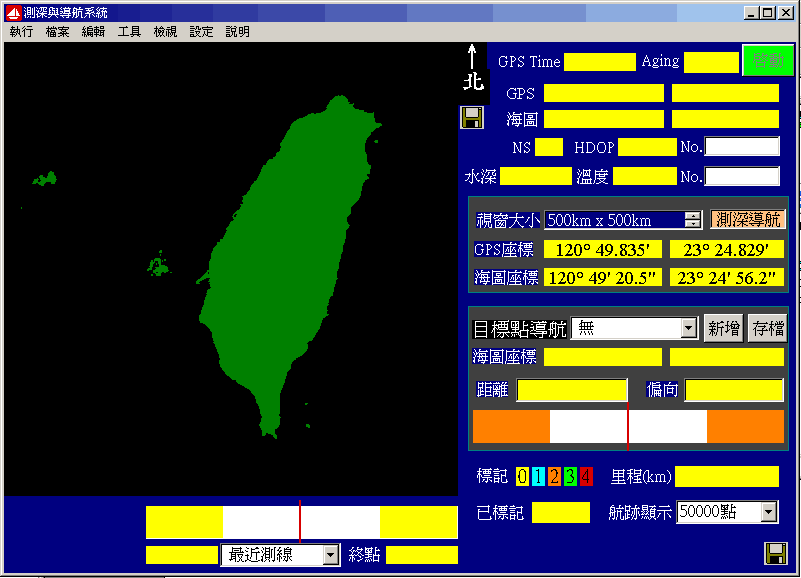 測深與導航系統
執行 檔案 編輯 工具 檢視 設定 說明
北
GPS Time Aging 啟動
GPS
海圖
NS HDOP No.
水深 溫度 No.
視窗大小 500km x 500km 測深導航
GPS座標 120° 49.835' 23° 24.829'
海圖座標 120° 49' 20.5" 23° 24' 56.2"
目標點導航 無 新增 存檔
海圖座標
距離 偏向
標記 0 1 2 3 4 里程(km)
已標記 航跡顯示 50000點
最近測線 終點